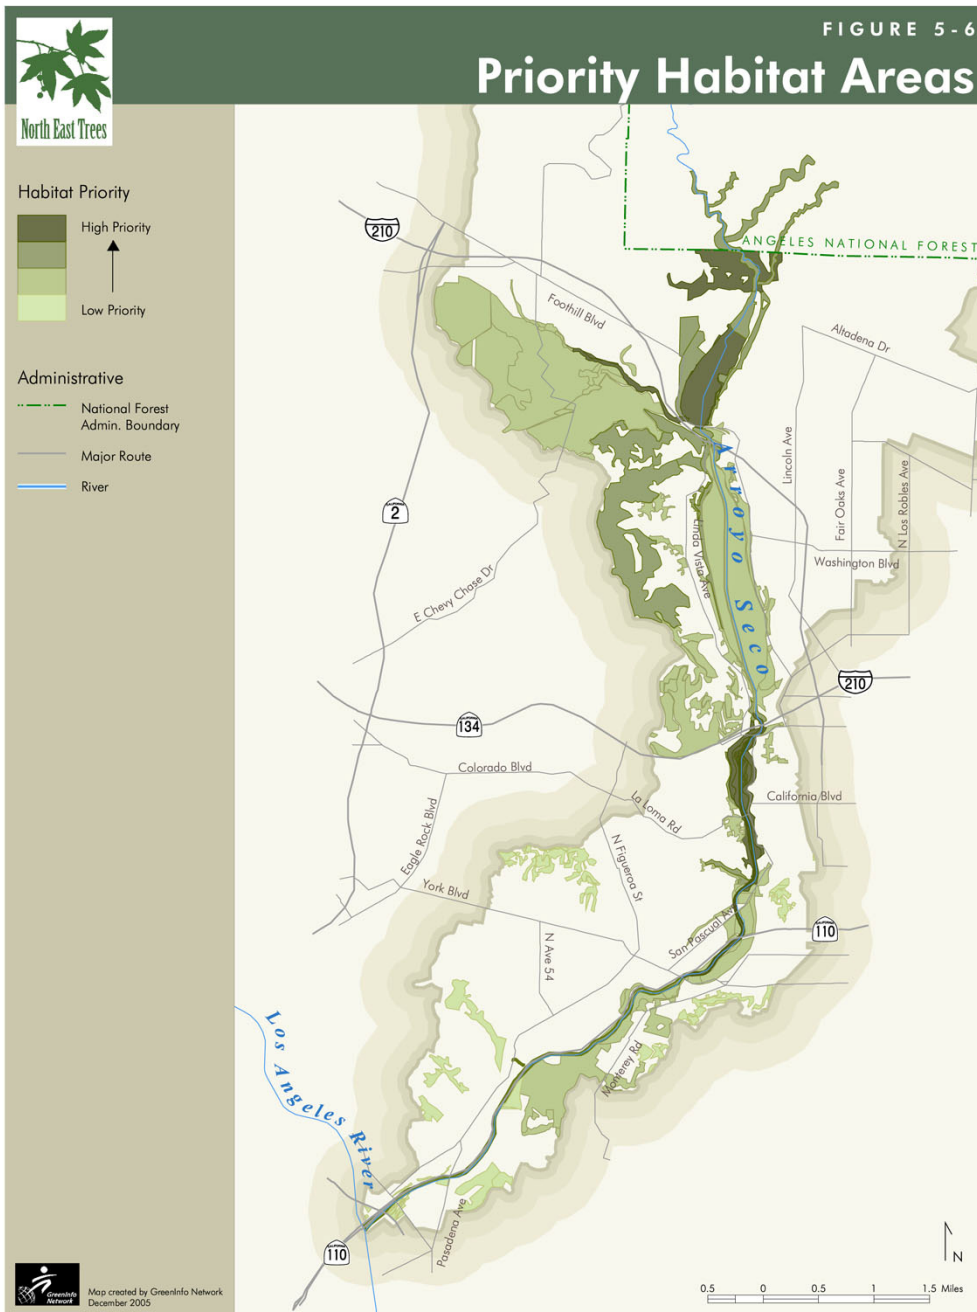 FIGURE 5-6
Priority Habitat Areas
North East Trees
Habitat Priority
High Priority
Low Priority
Administrative
National Forest
Admin. Boundary
Major Route
River
210
ANGELES NATIONAL FOREST
Foothill Blvd
Altadena Dr
Lincoln Ave
Fair Oaks Ave
N Los Robles Ave
Arroyo Seco
Linda Vista Ave
CALIFORNIA
2
Washington Blvd
E Chevy Chase Dr
210
CALIFORNIA
134
Colorado Blvd
La Loma Rd
California Blvd
Eagle Rock Blvd
N Figueroa St
York Blvd
San Pascual Ave
CALIFORNIA
110
N Ave 54
Los Angeles River
Monterey Rd
Pasadena Ave
CALIFORNIA
110
N
0.5 0 0.5 1 1.5 Miles
GreenInfo
Network
Map created by GreenInfo Network
December 2005